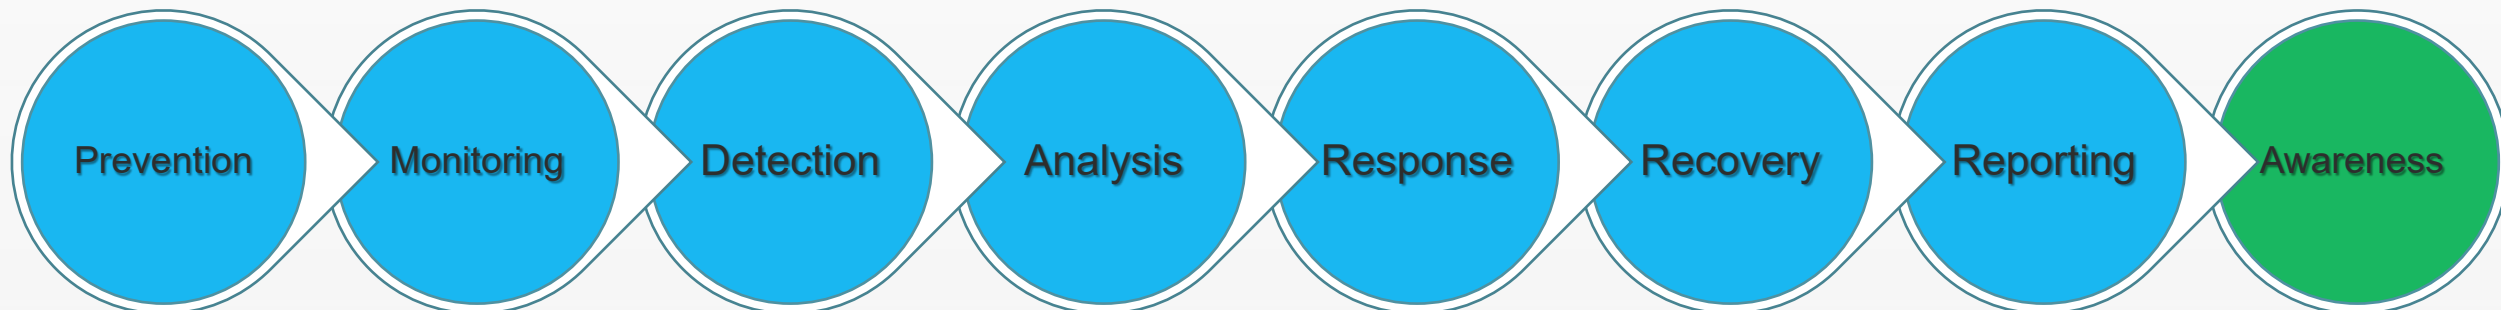 Prevention
Monitoring
Detection
Analysis
Response
Recovery
Reporting
Awareness